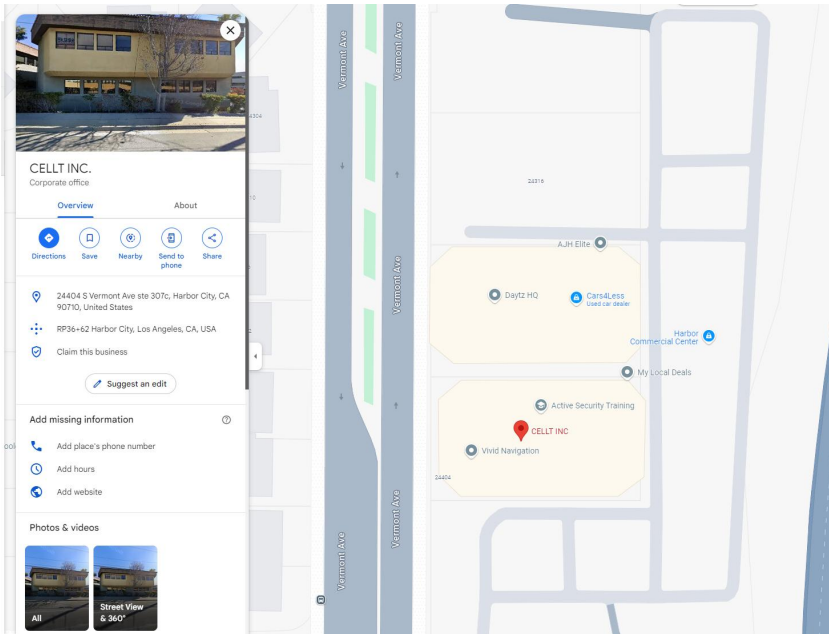 CELLT INC.
Corporate office
Overview
About
Directions
Save
Nearby
Send to
phone
Share
24404 S Vermont Ave ste 307c, Harbor City, CA
90710, United States
RP36+62 Harbor City, Los Angeles, CA, USA
Claim this business
Suggest an edit
Add missing information
Add place's phone number
Add hours
Add website
Photos & videos
All
Street View
& 360°
Vermont Ave
Vermont Ave
Vermont Ave
Vermont Ave
Vermont Ave
4304
24316
AJH Elite
Daytz HQ
Cars4Less
Used car dealer
Harbor
Commercial Center
My Local Deals
Active Security Training
CELLT INC
Vivid Navigation
24404